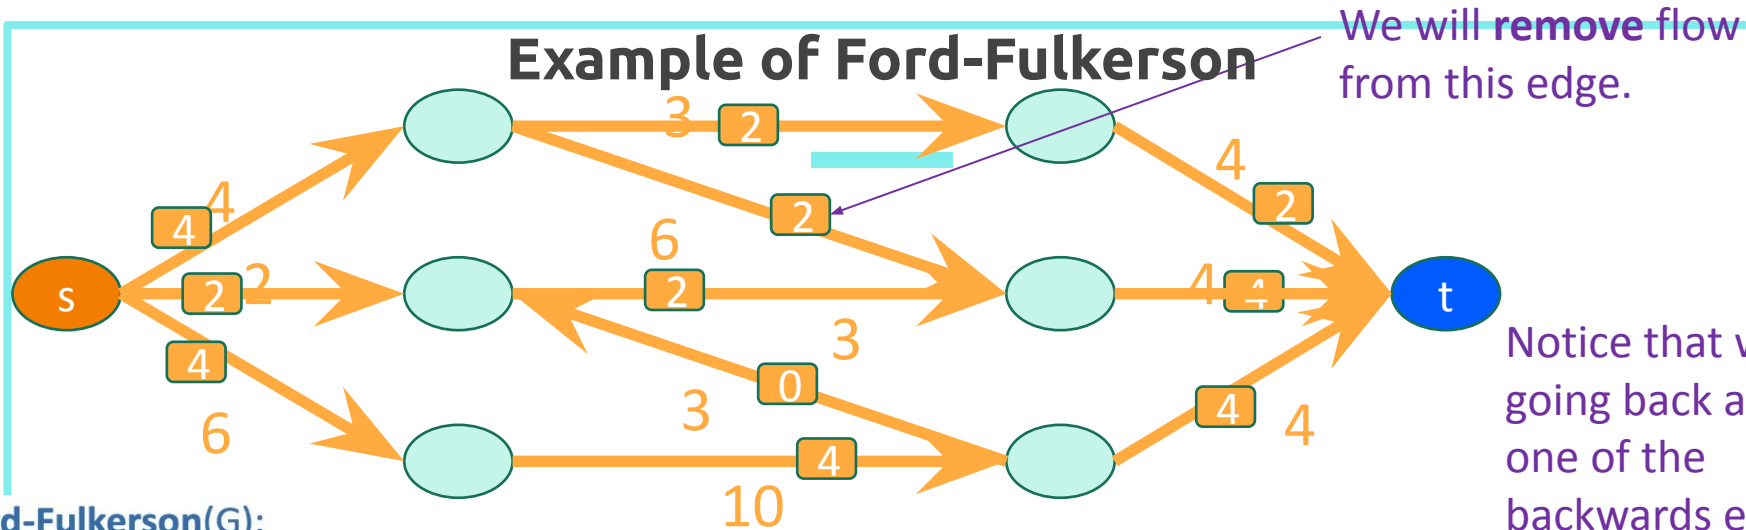 We will remove flow
from this edge.
Example of Ford-Fulkerson
3 2
4
4 4
2
2
6
s
2 2
2
4 4
t
4
3
0
3
6
4
4
4
10
Notice that
going back
one of the
backwards
d-Fulkerson(G):